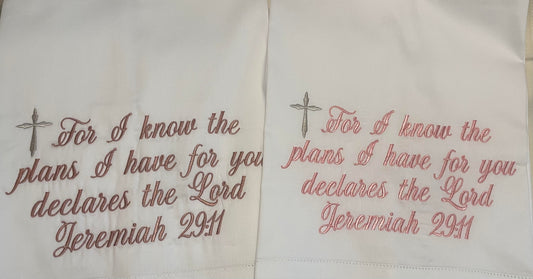 For I know the
plans I have for you
declares the Lord
Jeremiah 29:11
For I know the
plans I have for you
declares the Lord
Jeremiah 29:11